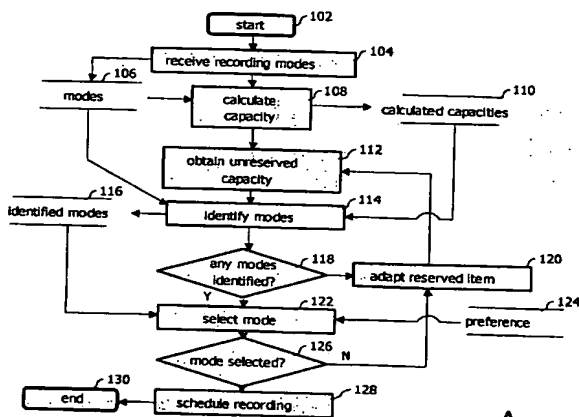 start
102
receive recording modes
104
106
modes
calculate
capacity
108
110
calculated capacities
obtain unreserved
capacity
112
116
identified modes
identify modes
114
any modes
identified?
118
adapt reserved item
120
Y
select mode
122
124
preference
mode selected?
126
N
130
end
schedule recording
128